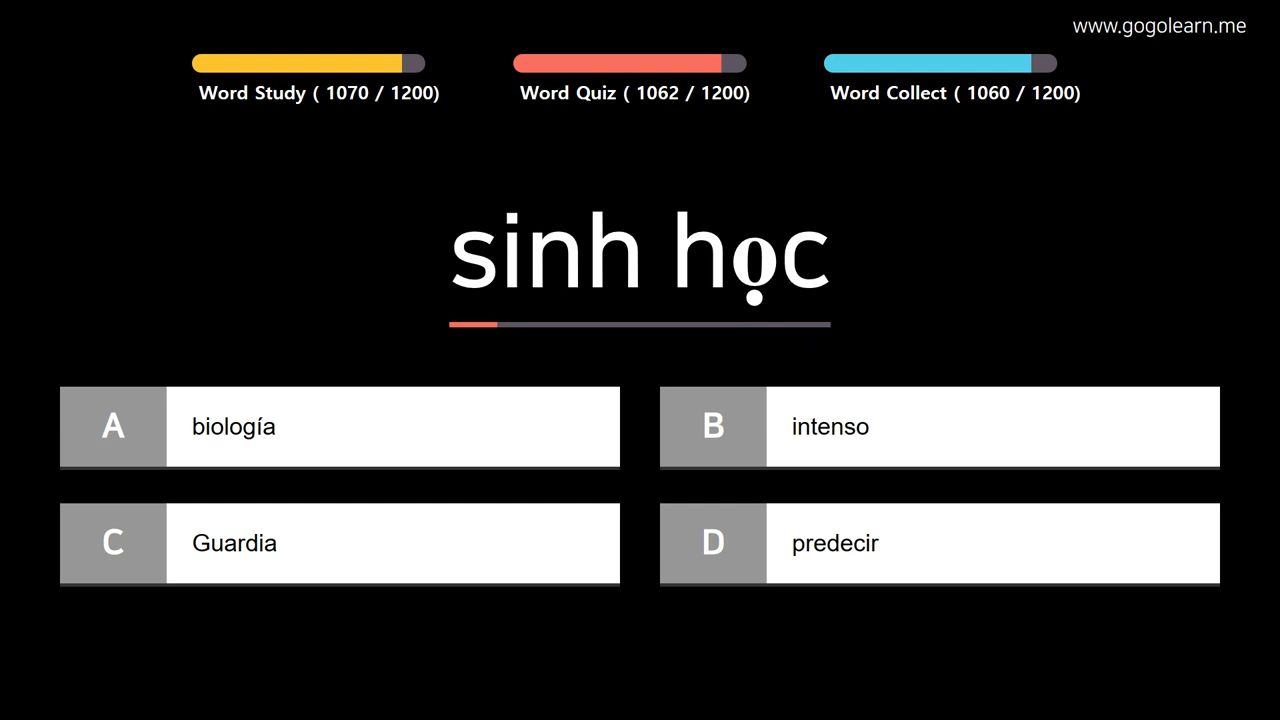 www.gogolearn.me
Word Study ( 1070 / 1200)
Word Quiz ( 1062 / 1200)
Word Collect ( 1060 / 1200)
sinh học
A biología
B intenso
C Guardia
D predecir